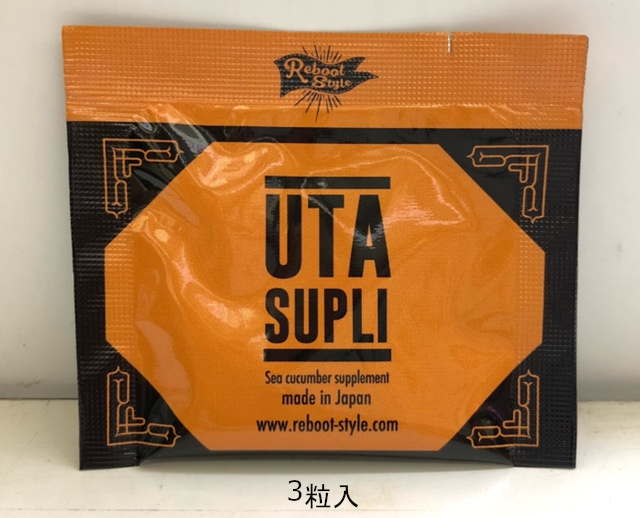 Reboot
Style
UTA
SUPLI
Sea cucumber supplement
made in Japan
www.reboot-style.com
3粒入